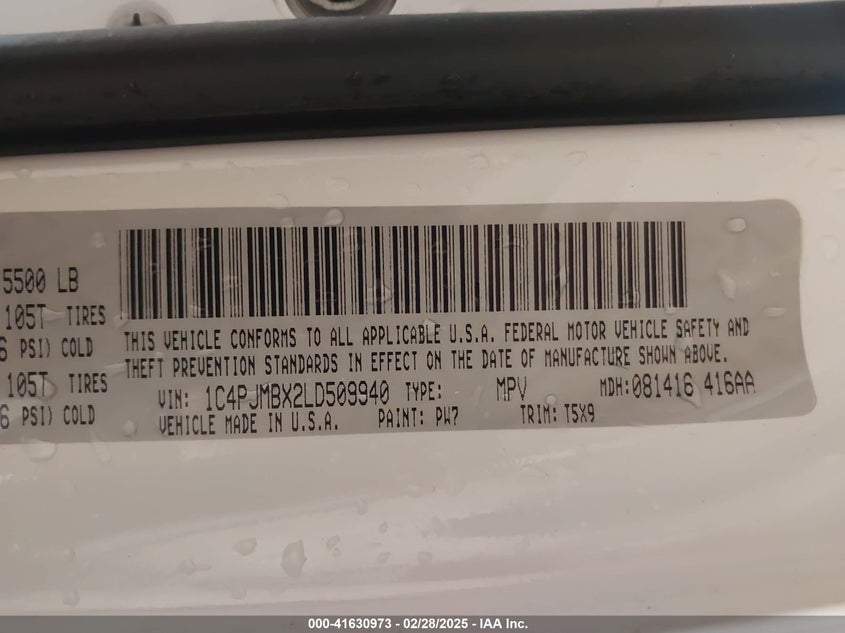 5500 LB
105T TIRES
6 PSI) COLD
105T TIRES
6 PSI) COLD
THIS VEHICLE CONFORMS TO ALL APPLICABLE U.S.A. FEDERAL MOTOR VEHICLE SAFETY AND
THEFT PREVENTION STANDARDS IN EFFECT ON THE DATE OF MANUFACTURE SHOWN ABOVE.
VIN: 1C4PJMBX2LD509940 TYPE: MPV MDH:081416 416AA
VEHICLE MADE IN U.S.A. PAINT: PW7 TRIM: T5X9
000-41630973 - 02/28/2025 - IAA Inc.